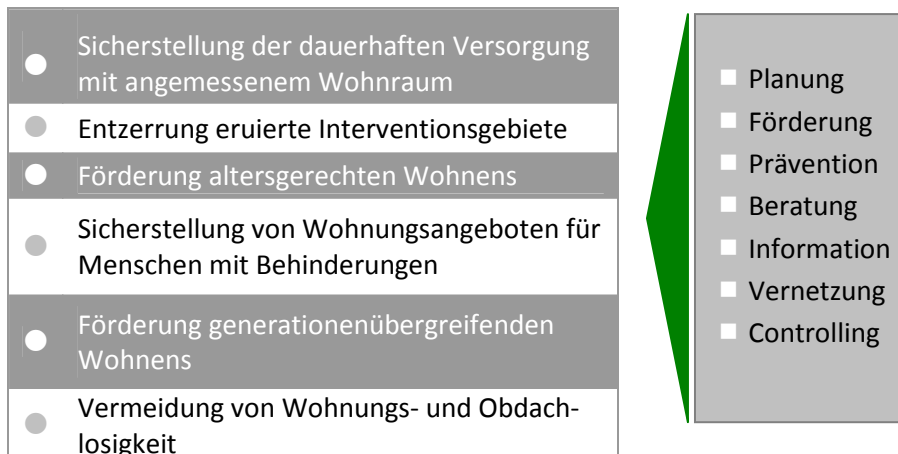 Sicherstellung der dauerhaften Versorgung
mit angemessenem Wohnraum
Entzerrung eruierte Interventionsgebiete
Förderung altersgerechten Wohnens
Sicherstellung von Wohnungsangeboten für
Menschen mit Behinderungen
Förderung generationenübergreifenden
Wohnens
Vermeidung von Wohnungs- und Obdach-
losigkeit
Planung
Förderung
Prävention
Beratung
Information
Vernetzung
Controlling